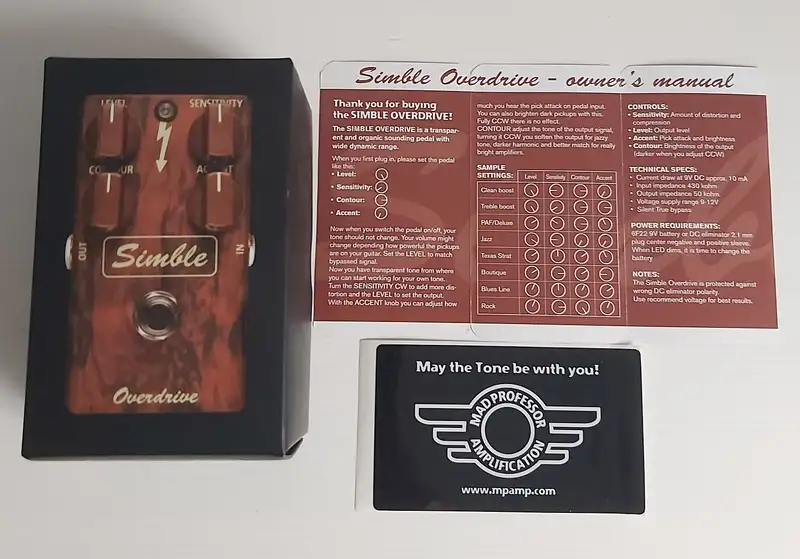 LEVEL
SENSITIVITY
CONTOUR
OUT
IN
Simble
Overdrive
Simble Overdrive - owner's manual
Thank you for buying
the SIMBLE OVERDRIVE!
The SIMBLE OVERDRIVE is a transpar-
ent and organic sounding pedal with
wide dynamic range.
When you first plug in, please set the pedal
like this:
• Level:
• Sensitivity:
• Contour:
• Accent:
Now when you switch the pedal on/off, your
tone should not change. Your volume might
change depending how powerful the pickups
are on your guitar. Set the LEVEL to match
bypassed signal.
Now you have transparent tone from where
you can start working for your own tone.
Turn the SENSITIVITY CW to add more dis-
tortion and the LEVEL to set the output.
With the ACCENT knob you can adjust how
much you hear the pick attack on pedal input.
You can also brighten dark pickups with this.
Fully CCW there is no effect.
CONTOUR adjust the tone of the output signal,
turning it CCW you soften the output for jazzy
tone, darker harmonic and better match for really
bright amplifiers.
SAMPLE
SETTINGS:
Level Sensitivity Contour Accent
Clean boost
Treble boost
PAF/Deluxe
Jazz
Texas Strat
Boutique
Blues Line
Rock
CONTROLS:
• Sensitivity: Amount of distortion and
compression
• Level: Output level
• Accent: Pick attack and brightness
• Contour: Brightness of the output
(darker when you adjust CCW)
TECHNICAL SPECS:
• Current draw at 9V DC approx. 10 mA
• Input impedance 430 kohm
• Output impedance 50 kohm
• Voltage supply range 9-12V
• Silent True bypass
POWER REQUIREMENTS:
6F22 9V battery or DC eliminator 2.1 mm
plug center negative and positive sleeve.
When LED dims, it is time to change the
battery
NOTES:
The Simble Overdrive is protected against
wrong DC eliminator polarity.
Use recommend voltage for best results.
May the Tone be with you!
MAD PROFESSOR
AMPLIFICATION
www.mpamp.com